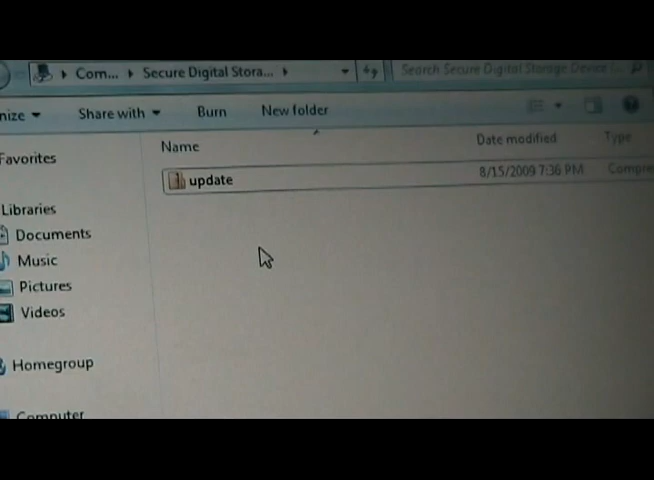 Com... Secure Digital Stora... Search Secure Digital Storage Device
Share with Burn New folder
Name Date modified Type
Favorites
update 8/15/2009 7:36 PM Compre
Libraries
Documents
Music
Pictures
Videos
Homegroup
Computer